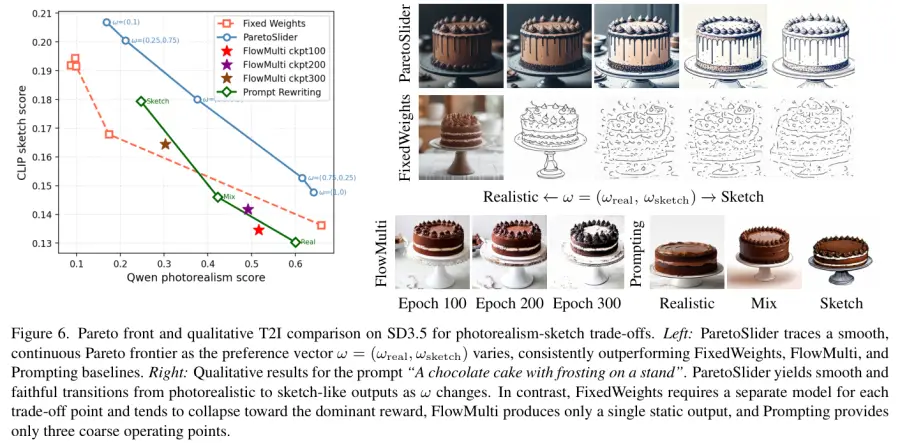 0.21
0.20
0.19
0.18
0.17
0.16
0.15
0.14
0.13
CLIP sketch score
0.1 0.2 0.3 0.4 0.5 0.6
Qwen photorealism score
Fixed Weights
ParetoSlider
FlowMulti ckpt100
FlowMulti ckpt200
FlowMulti ckpt300
Prompt Rewriting
ω=(0.1)
ω=(0.25,0.75)
ω=(0.75,0.25)
ω=(1,0)
Sketch
Mix
Real
ParetoSlider
FixedWeights
Realistic ← ω = (ω_real, ω_sketch) → Sketch
FlowMulti
Epoch 100 Epoch 200 Epoch 300
Prompting
Realistic Mix Sketch
Figure 6. Pareto front and qualitative T2I comparison on SD3.5 for photorealism-sketch trade-offs. Left: ParetoSlider traces a smooth,
continuous Pareto frontier as the preference vector ω = (ω_real, ω_sketch) varies, consistently outperforming FixedWeights, FlowMulti, and
Prompting baselines. Right: Qualitative results for the prompt “A chocolate cake with frosting on a stand”. ParetoSlider yields smooth and
faithful transitions from photorealistic to sketch-like outputs as ω changes. In contrast, FixedWeights requires a separate model for each
trade-off point and tends to collapse toward the dominant reward, FlowMulti produces only a single static output, and Prompting provides
only three coarse operating points.